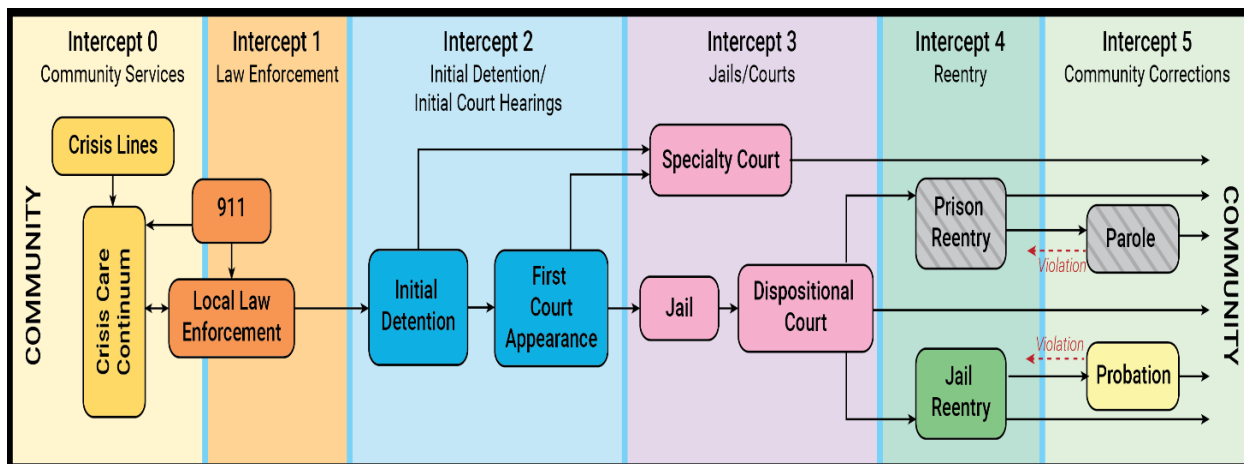 Intercept 0
Community Services
Intercept 1
Law Enforcement
Intercept 2
Initial Detention/
Initial Court Hearings
Intercept 3
Jails/Courts
Intercept 4
Reentry
Intercept 5
Community Corrections
COMMUNITY
Crisis Lines
Crisis Care
Continuum
911
Local Law
Enforcement
Initial
Detention
First
Court
Appearance
Specialty Court
Jail
Dispositional
Court
Prison
Reentry
Parole
Violation
Jail
Reentry
Violation
Probation
COMMUNITY